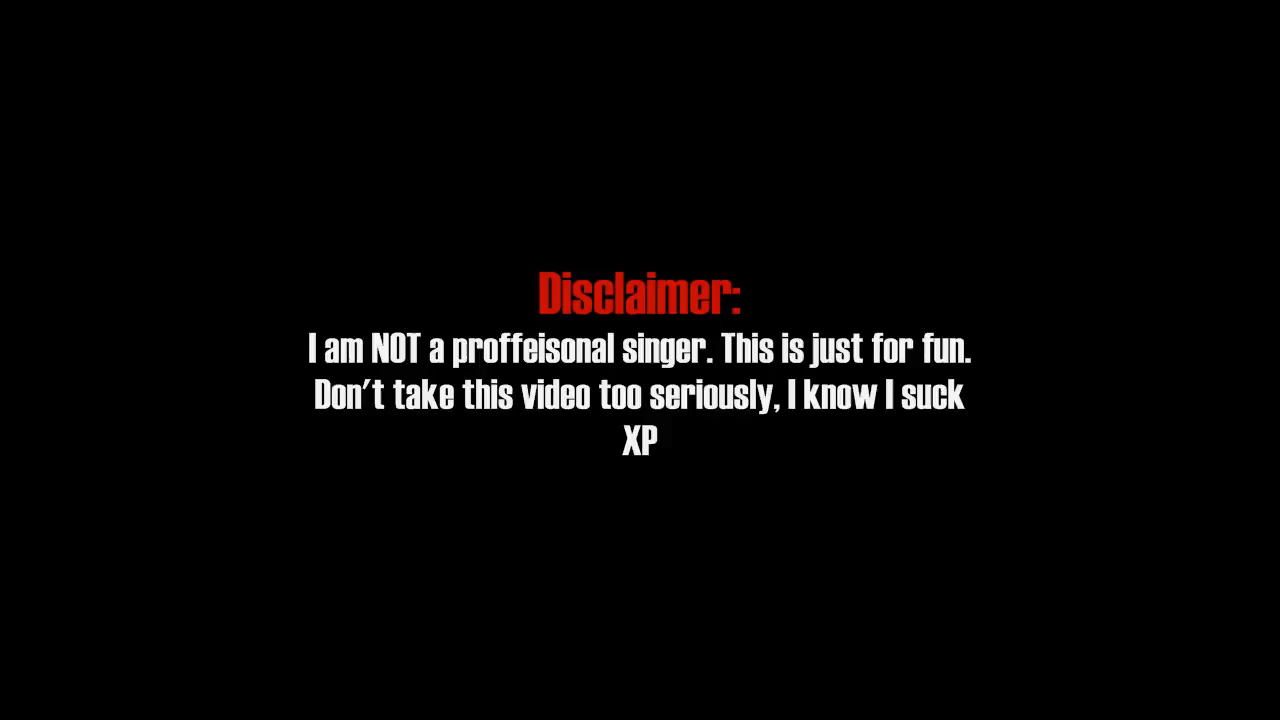 Disclaimer:
I am NOT a proffeisonal singer. This is just for fun.
Don't take this video too seriously, I know I suck
XP